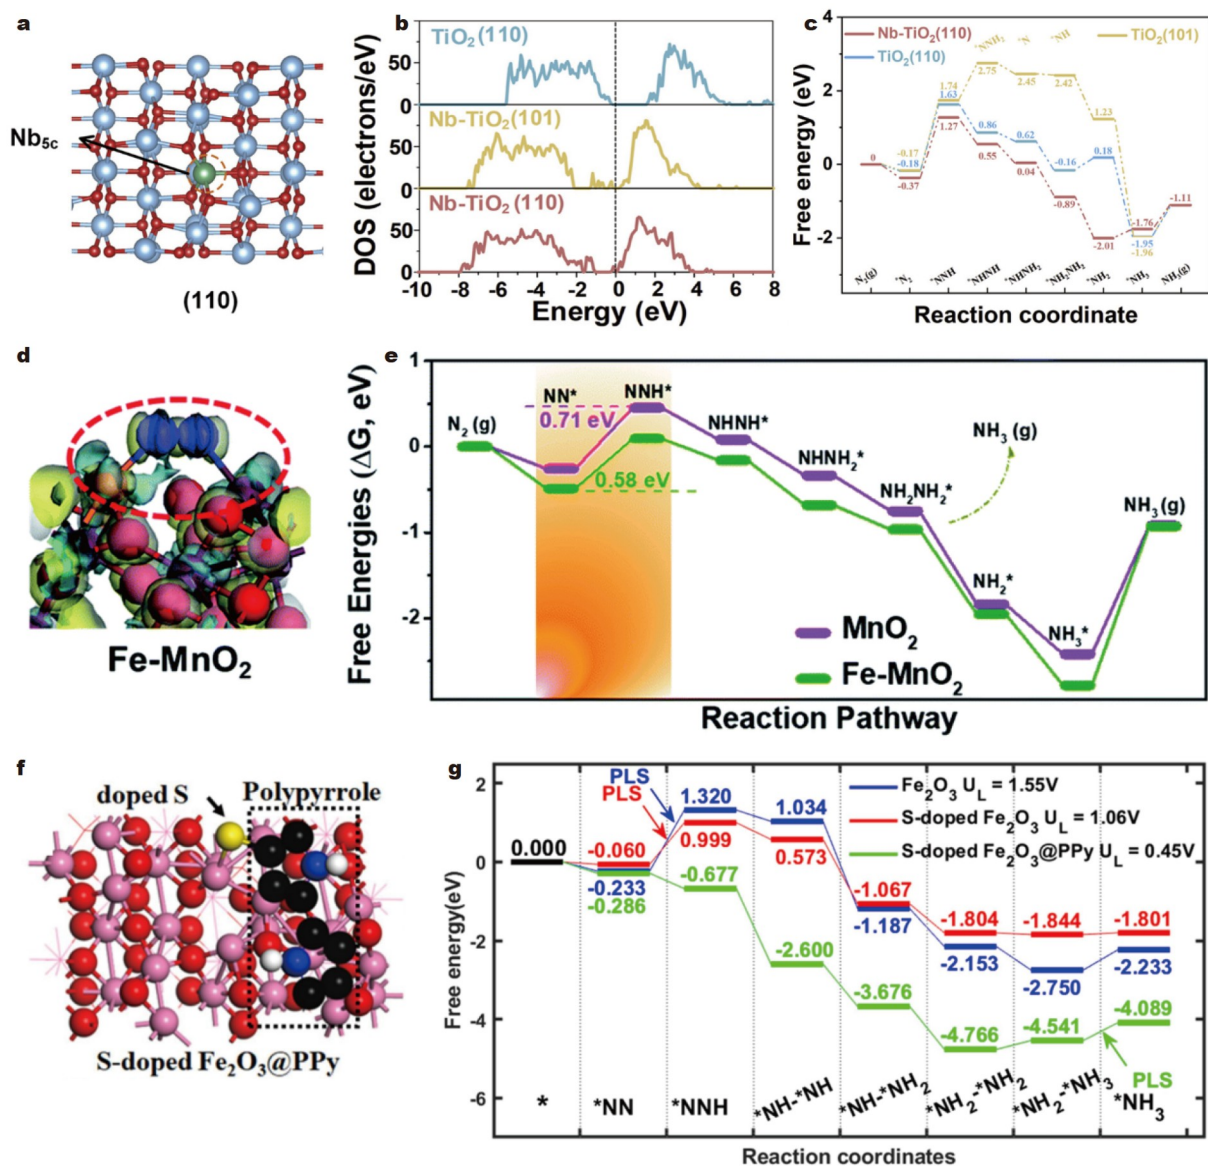 a
Nb5c
(110)
b
TiO2(110)
Nb-TiO2(101)
Nb-TiO2(110)
DOS (electrons/eV)
50
0
50
0
50
0
-10 -8 -6 -4 -2 0 2 4 6 8
Energy (eV)
c
Nb-TiO2(110)
TiO2(110)
TiO2(101)
*NNH2 *N *NH
Free energy (eV)
4
2
0
-2
0
-0.17
-0.18
-0.37
1.74
1.63
1.27
2.75
0.86
0.55
2.45
0.62
0.04
2.42
-0.16
-0.89
1.23
0.18
-2.01
-1.76
-1.95
-1.96
-1.11
N2(g) *N2 *NNH *NHNH *NHNH2 *NH2NH2 *NH2 *NH3 NH3(g)
Reaction coordinate
d
Fe-MnO2
e
Free Energies (ΔG, eV)
1
0
-1
-2
N2 (g)
NN*
0.71 eV
0.58 eV
NNH*
NHNH*
NHNH2*
NH2NH2*
NH3 (g)
NH2*
NH3*
NH3 (g)
MnO2
Fe-MnO2
Reaction Pathway
f
doped S
Polypyrrole
S-doped Fe2O3@PPy
g
Free energy(eV)
2
0
-2
-4
-6
PLS
PLS
PLS
Fe2O3 UL = 1.55V
S-doped Fe2O3 UL = 1.06V
S-doped Fe2O3@PPy UL = 0.45V
0.000
-0.060
-0.233
-0.286
1.320
0.999
-0.677
1.034
0.573
-2.600
-1.067
-1.187
-3.676
-1.804
-2.153
-4.766
-1.844
-2.750
-4.541
-1.801
-2.233
-4.089
* *NN *NNH *NH-*NH *NH-*NH2 *NH2-*NH2 *NH2-*NH3 *NH3
Reaction coordinates